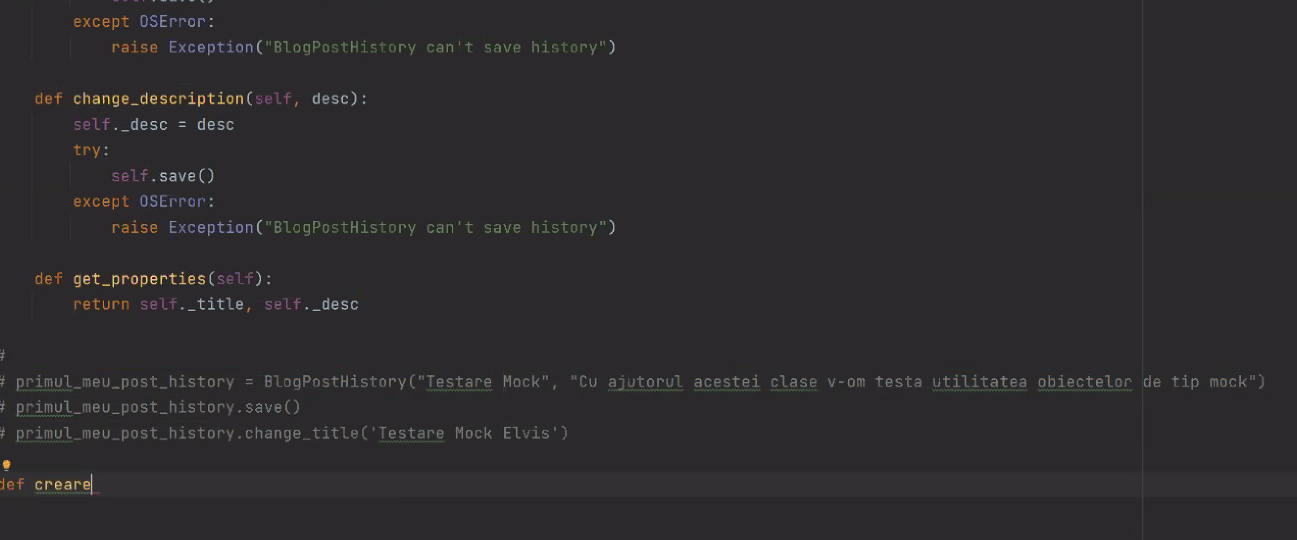 self.save()
except OSError:
raise Exception("BlogPostHistory can't save history")
def change_description(self, desc):
self._desc = desc
try:
self.save()
except OSError:
raise Exception("BlogPostHistory can't save history")
def get_properties(self):
return self._title, self._desc
#
# primul_meu_post_history = BlogPostHistory("Testare Mock", "Cu ajutorul acestei clase v-om testa utilitatea obiectelor de tip mock")
# primul_meu_post_history.save()
# primul_meu_post_history.change_title('Testare Mock Elvis')
def creare